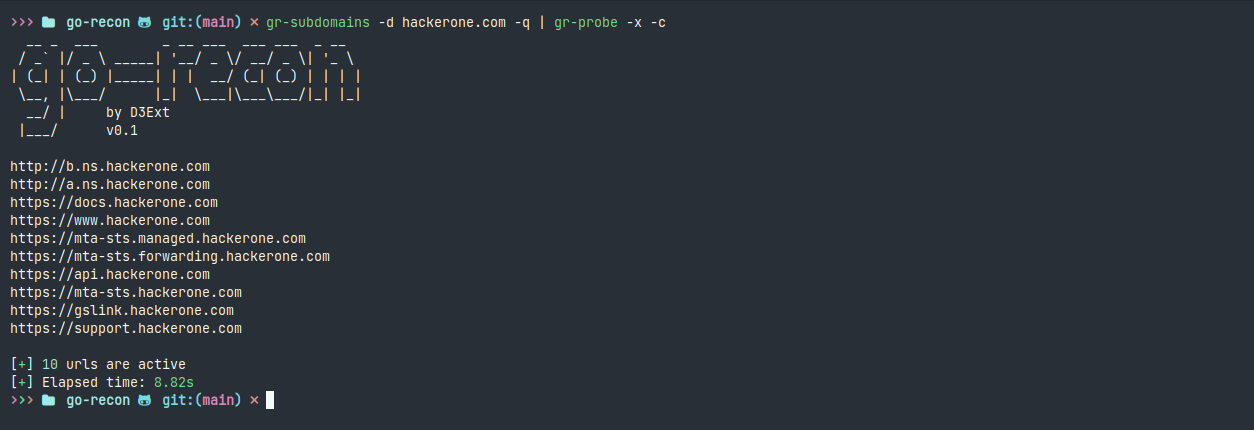 >>> go-recon git:(main) × gr-subdomains -d hackerone.com -q | gr-probe -x -c
   __ _  ___        _ __ ___  ___ ___  _ __
 / _` |/ _ \ _____| '__/ _ \/ __/ _ \| '_ \
| (_| | (_) |_____| | |  __/ (_| (_) | | | |
 \__, |\___/      |_|  \___|\___\___/|_| |_|
  __/ |     by D3Ext
 |___/      v0.1
http://b.ns.hackerone.com
http://a.ns.hackerone.com
https://docs.hackerone.com
https://www.hackerone.com
https://mta-sts.managed.hackerone.com
https://mta-sts.forwarding.hackerone.com
https://api.hackerone.com
https://mta-sts.hackerone.com
https://gslink.hackerone.com
https://support.hackerone.com
[+] 10 urls are active
[+] Elapsed time: 8.82s
>>> go-recon git:(main) ×